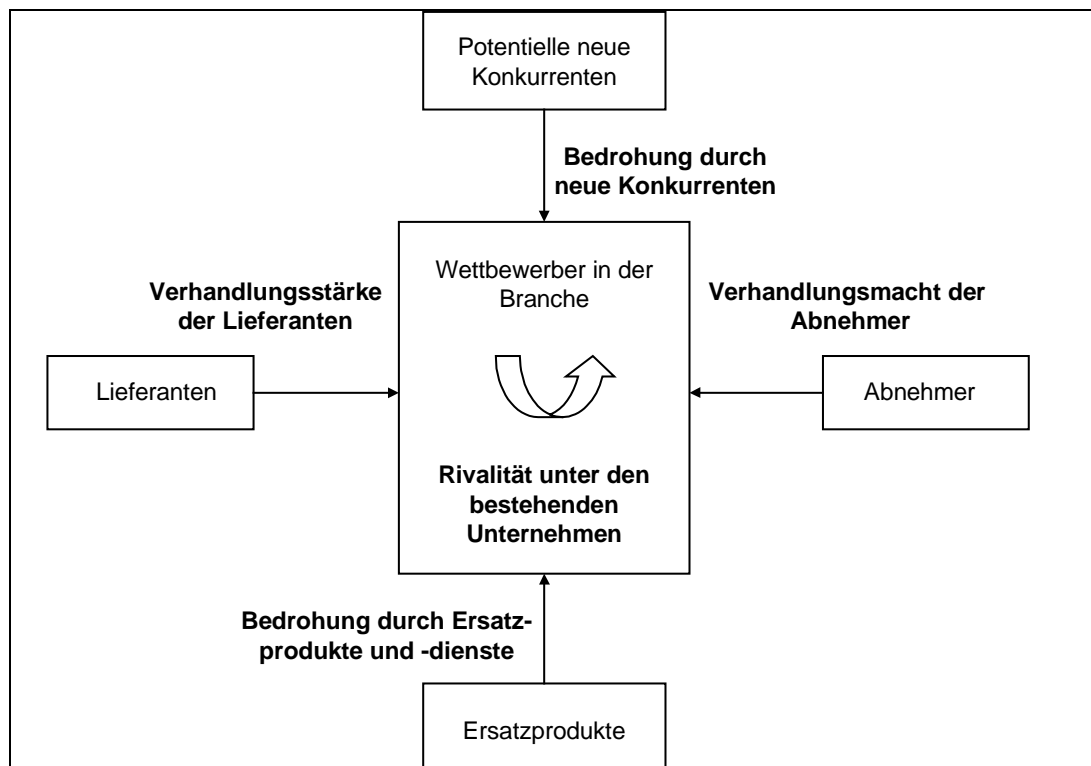 Potentielle neue
Konkurrenten
Bedrohung durch
neue Konkurrenten
Wettbewerber in der
Branche
Verhandlungsstärke
der Lieferanten
Verhandlungsmacht der
Abnehmer
Lieferanten
Abnehmer
Rivalität unter den
bestehenden
Unternehmen
Bedrohung durch Ersatz-
produkte und -dienste
Ersatzprodukte